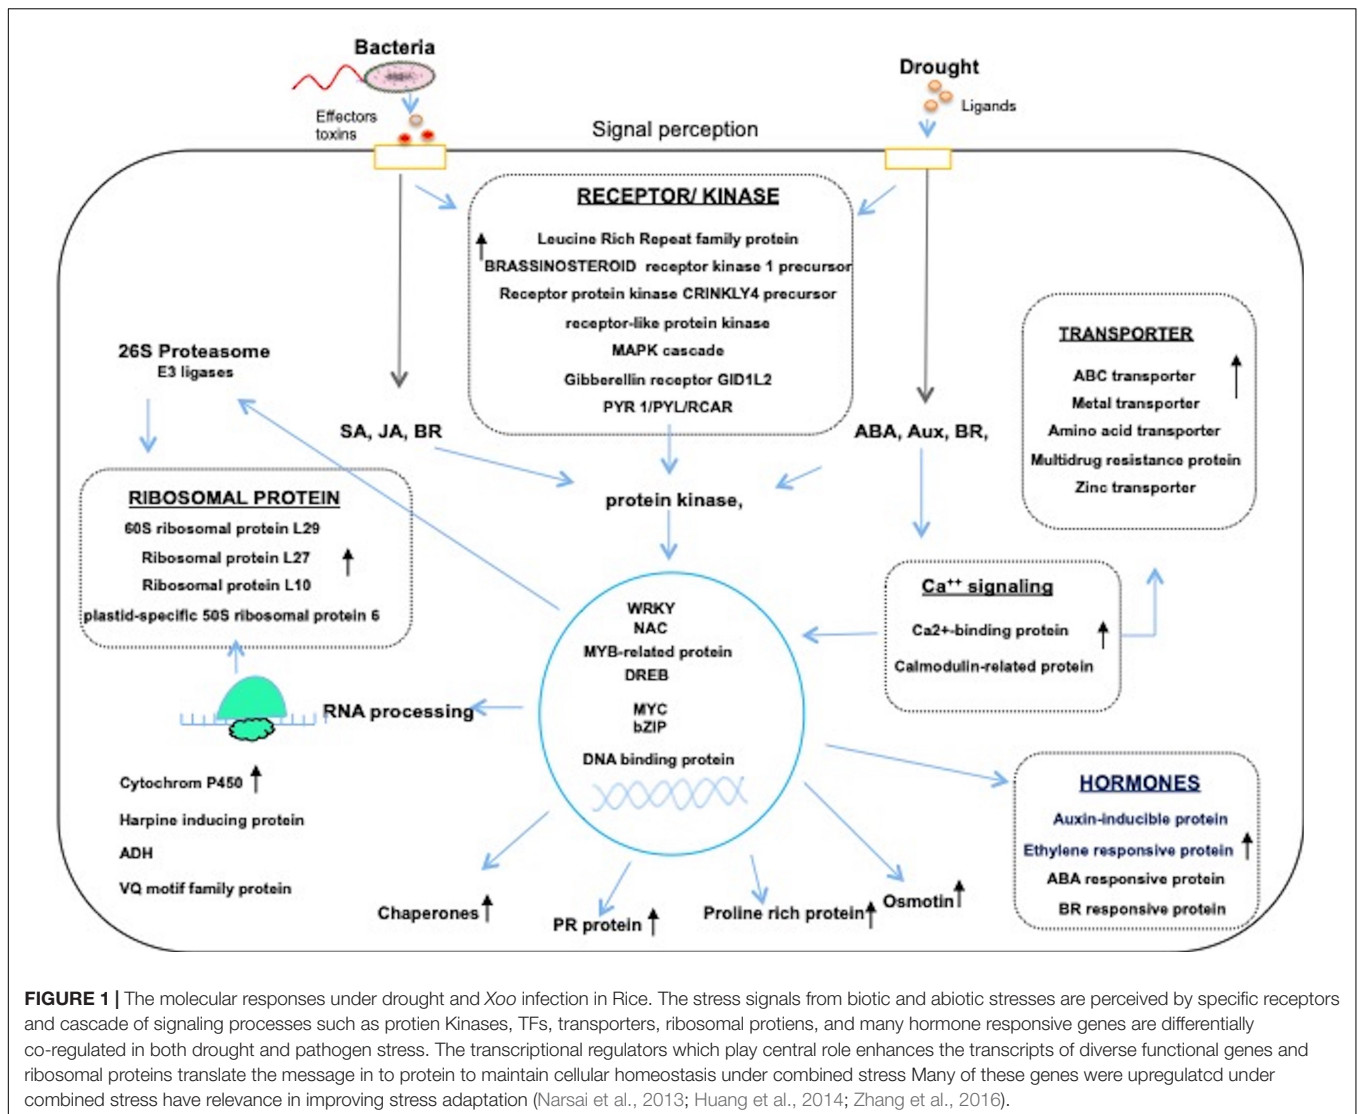 Bacteria
Drought
Effectors
toxins
Ligands
Signal perception
RECEPTOR/ KINASE
Leucine Rich Repeat family protein
BRASSINOSTEROID receptor kinase 1 precursor
Receptor protein kinase CRINKLY4 precursor
receptor-like protein kinase
MAPK cascade
Gibberellin receptor GID1L2
PYR 1/PYL/RCAR
TRANSPORTER
ABC transporter
Metal transporter
Amino acid transporter
Multidrug resistance protein
Zinc transporter
26S Proteasome
E3 ligases
SA, JA, BR
ABA, Aux, BR,
protein kinase,
RIBOSOMAL PROTEIN
60S ribosomal protein L29
Ribosomal protein L27
Ribosomal protein L10
plastid-specific 50S ribosomal protein 6
Ca⁺⁺ signaling
Ca2+-binding protein
Calmodulin-related protein
WRKY
NAC
MYB-related protein
DREB
MYC
bZIP
DNA binding protein
RNA processing
Cytochrom P450
Harpine inducing protein
ADH
VQ motif family protein
HORMONES
Auxin-inducible protein
Ethylene responsive protein
ABA responsive protein
BR responsive protein
Chaperones
PR protein
Proline rich protein
Osmotin
FIGURE 1 | The molecular responses under drought and Xoo infection in Rice. The stress signals from biotic and abiotic stresses are perceived by specific receptors
and cascade of signaling processes such as protien Kinases, TFs, transporters, ribosomal protiens, and many hormone responsive genes are differentially
co-regulated in both drought and pathogen stress. The transcriptional regulators which play central role enhances the transcripts of diverse functional genes and
ribosomal proteins translate the message in to protein to maintain cellular homeostasis under combined stress Many of these genes were upregulatcd under
combined stress have relevance in improving stress adaptation (Narsai et al., 2013; Huang et al., 2014; Zhang et al., 2016).